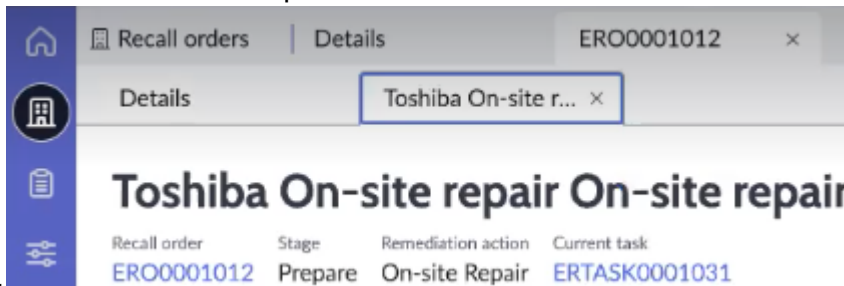 Recall orders Details ERO0001012 ×
Details Toshiba On-site r... ×
Toshiba On-site repair On-site repair
Recall order Stage Remediation action Current task
ERO0001012 Prepare On-site Repair ERTASK0001031